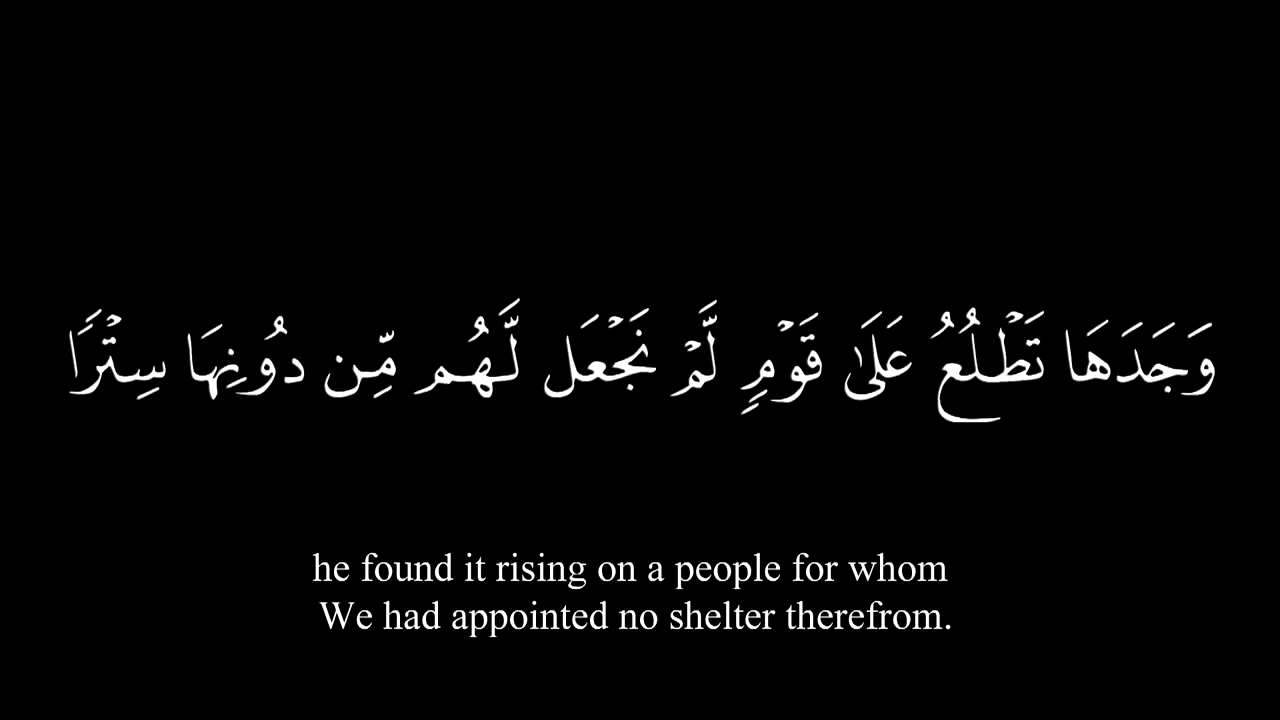 وَجَدَهَا تَطْلُعُ عَلَىٰ قَوْمٍ لَّمْ نَجْعَل لَّهُم مِّن دُونِهَا سِتْرًا
he found it rising on a people for whom
We had appointed no shelter therefrom.